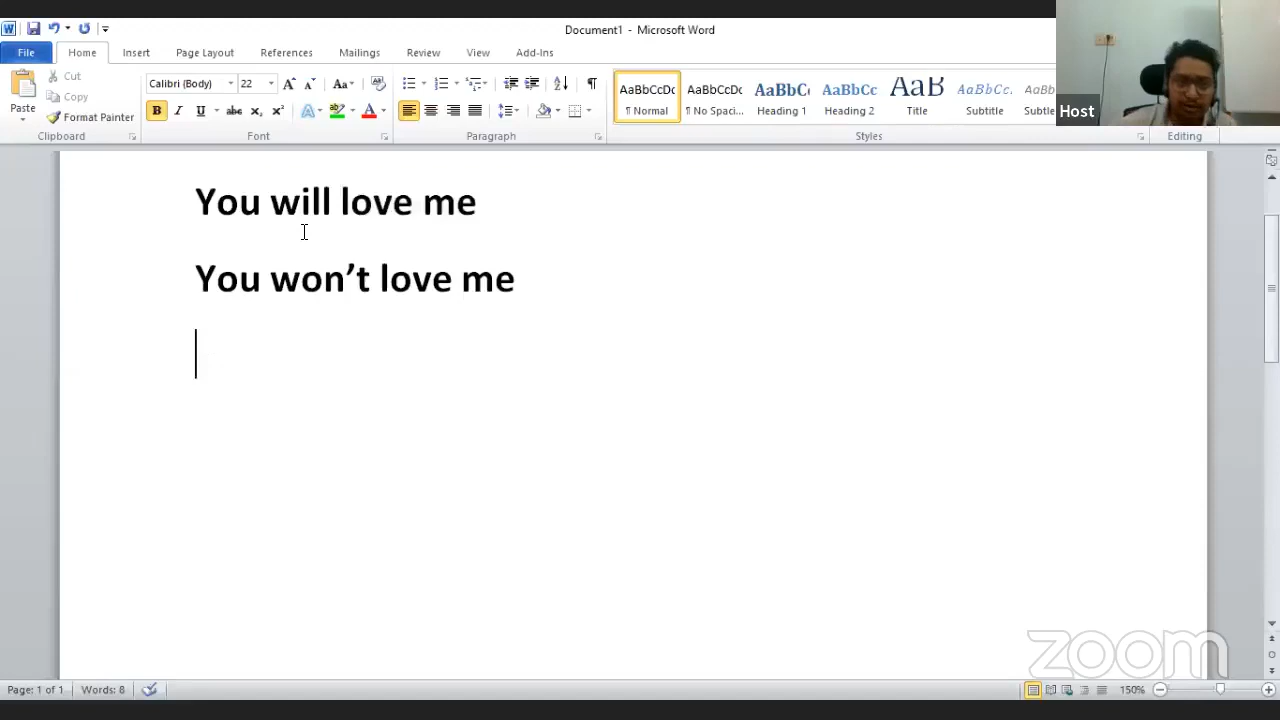 Document1 - Microsoft Word
File Home Insert Page Layout References Mailings Review View Add-Ins
Paste
Cut
Copy
Format Painter
Clipboard
Calibri (Body) 22
Font
Paragraph
AaBbCcDc AaBbCcDc AaBbCc AaBbCc AaB AaBbCc. AaBb
¶ Normal ¶ No Spaci... Heading 1 Heading 2 Title Subtitle Subtle
Styles
Editing
Host
You will love me
You won’t love me
zoom
Page: 1 of 1 Words: 8 150%